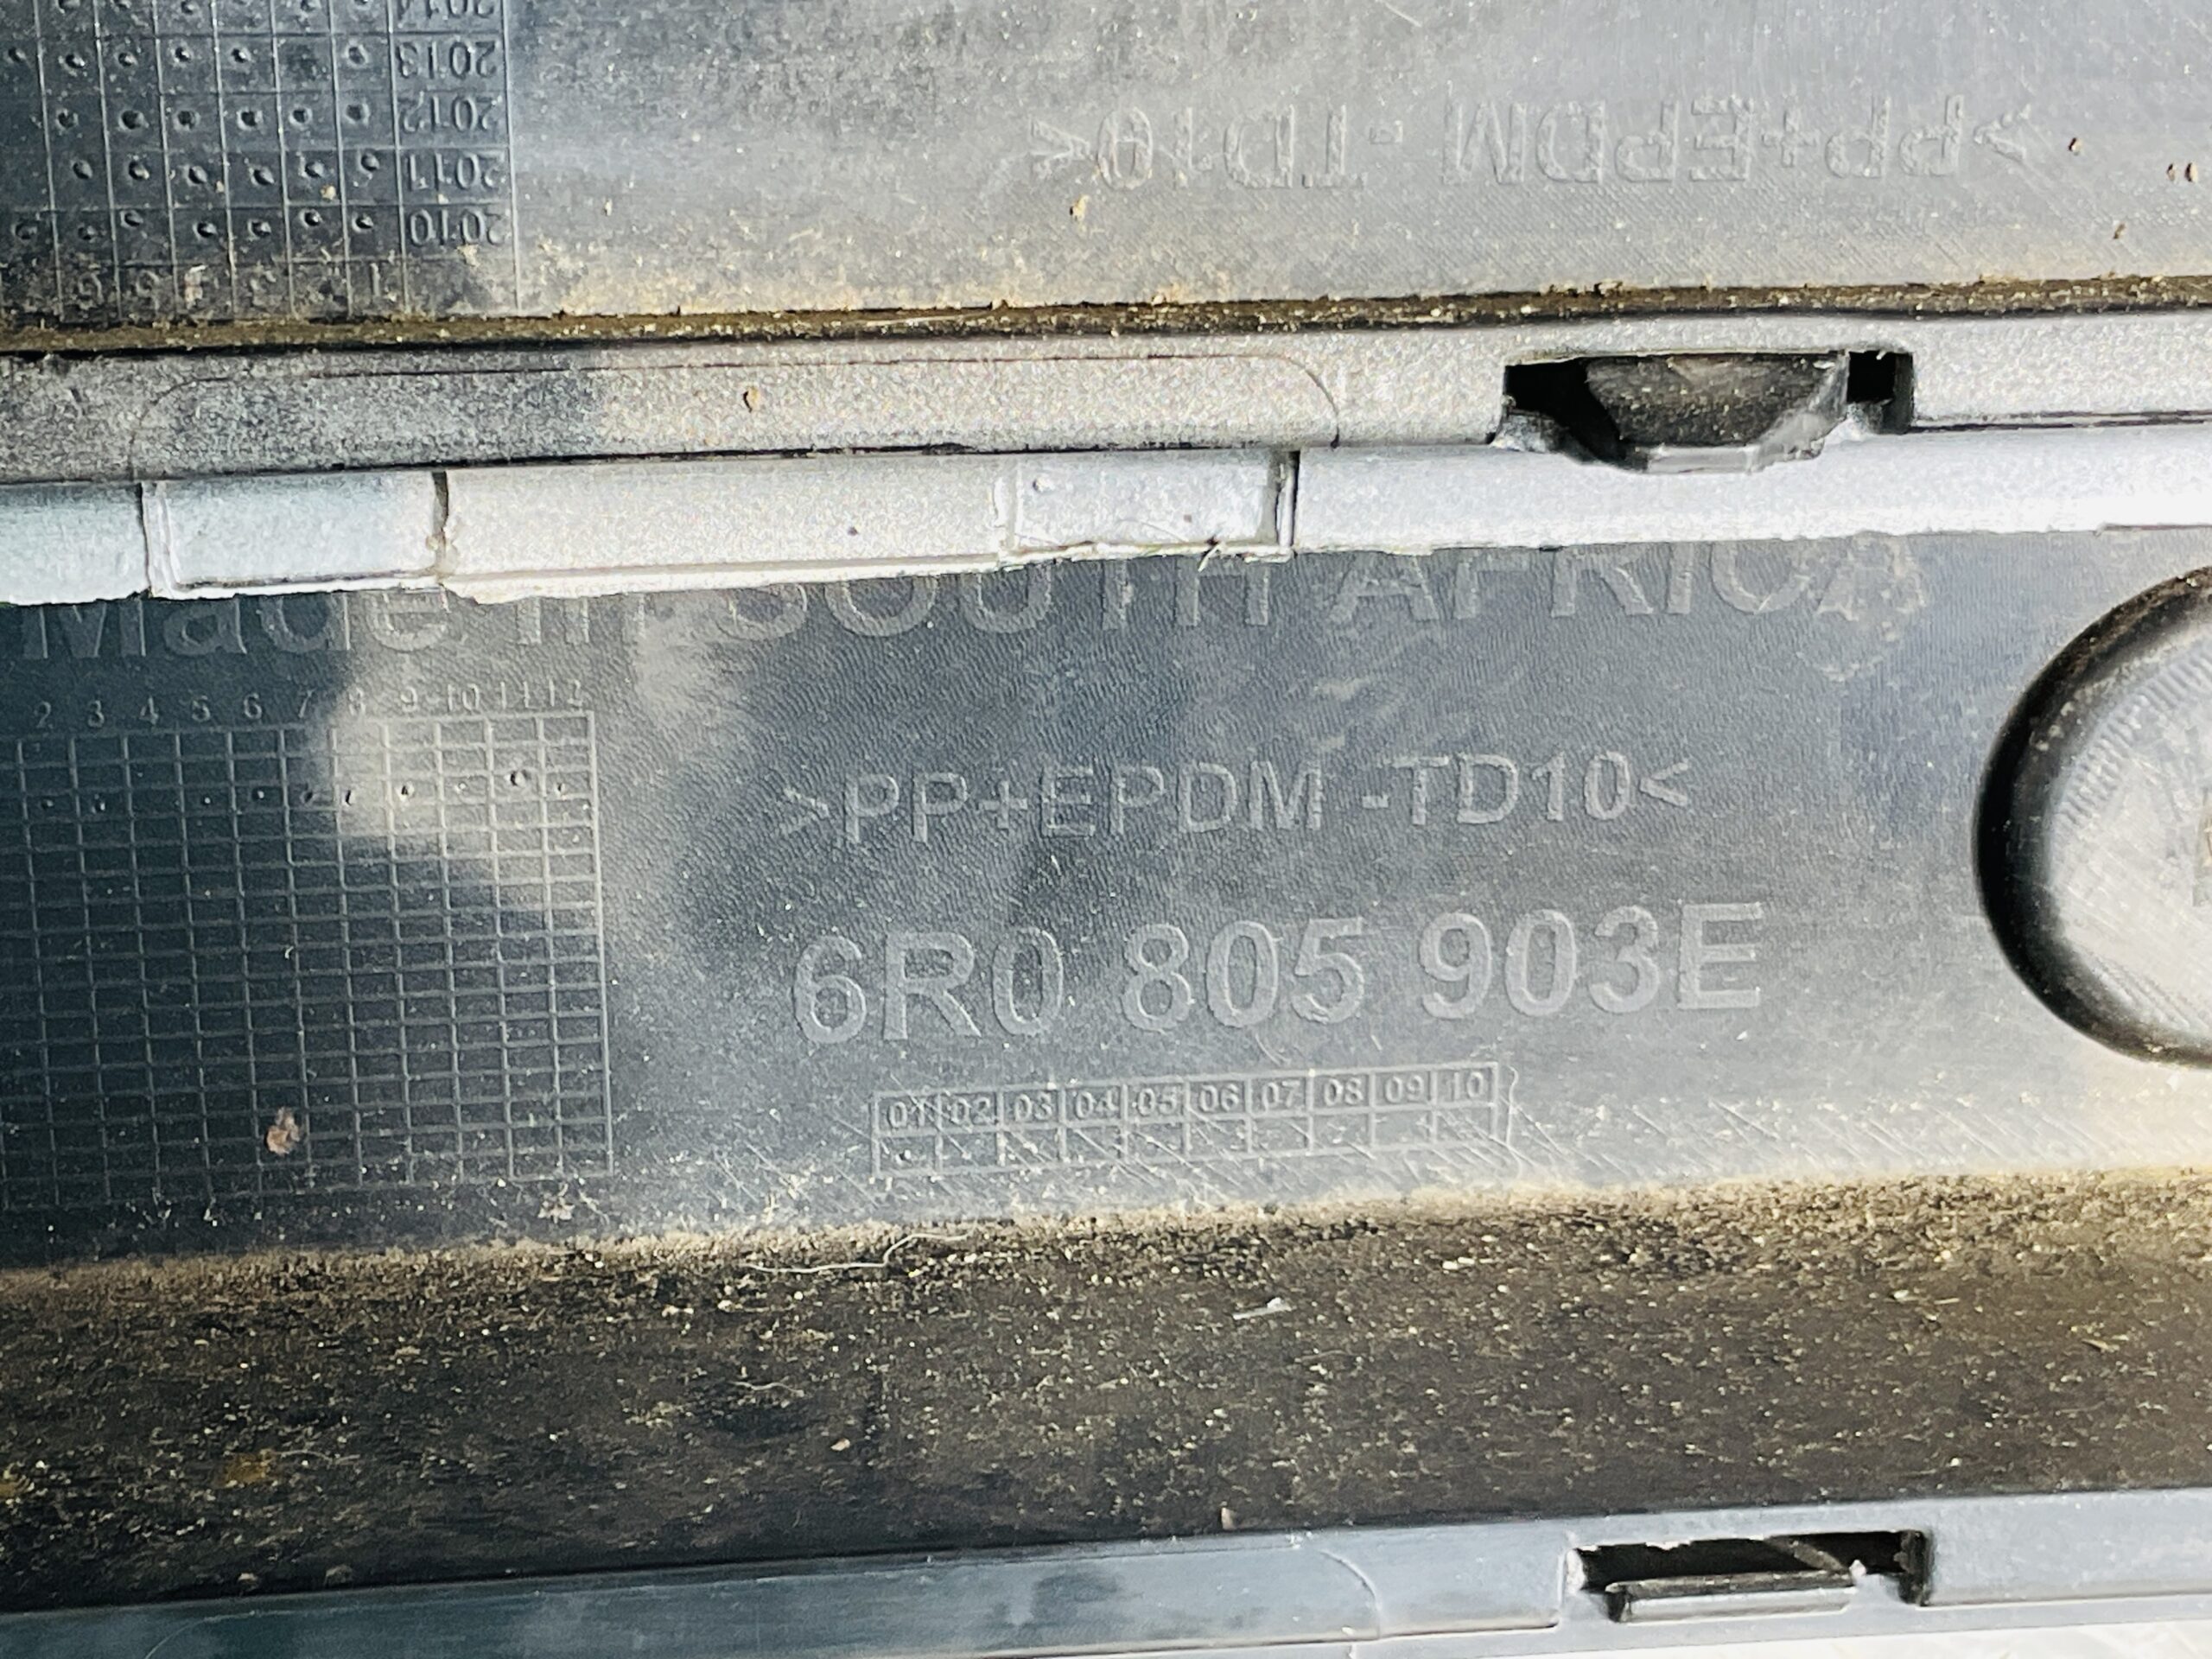 2014
2013
2012
2011
2010
>PP+EPDM -TD10<
Made in SOUTH AFRICA
2 3 4 5 6 7 8 9 10 11 12
>PP+EPDM -TD10<
6R0 805 903E
01 02 03 04 05 06 07 08 09 10